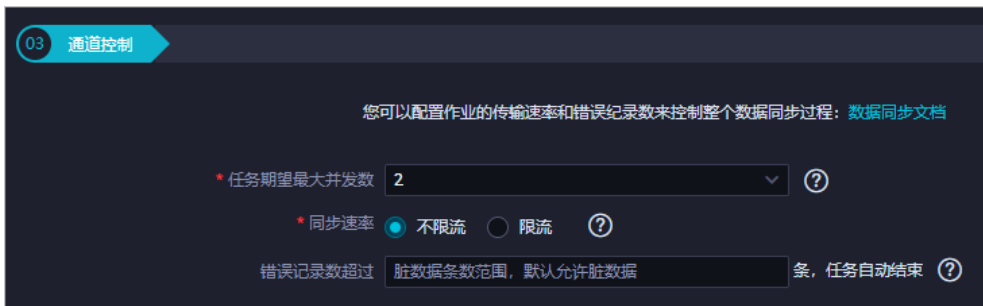 03 通道控制
您可以配置作业的传输速率和错误纪录数来控制整个数据同步过程：数据同步文档
* 任务期望最大并发数 2 ?
* 同步速率 不限流 限流 ?
错误记录数超过 脏数据条数范围，默认允许脏数据 条，任务自动结束 ?